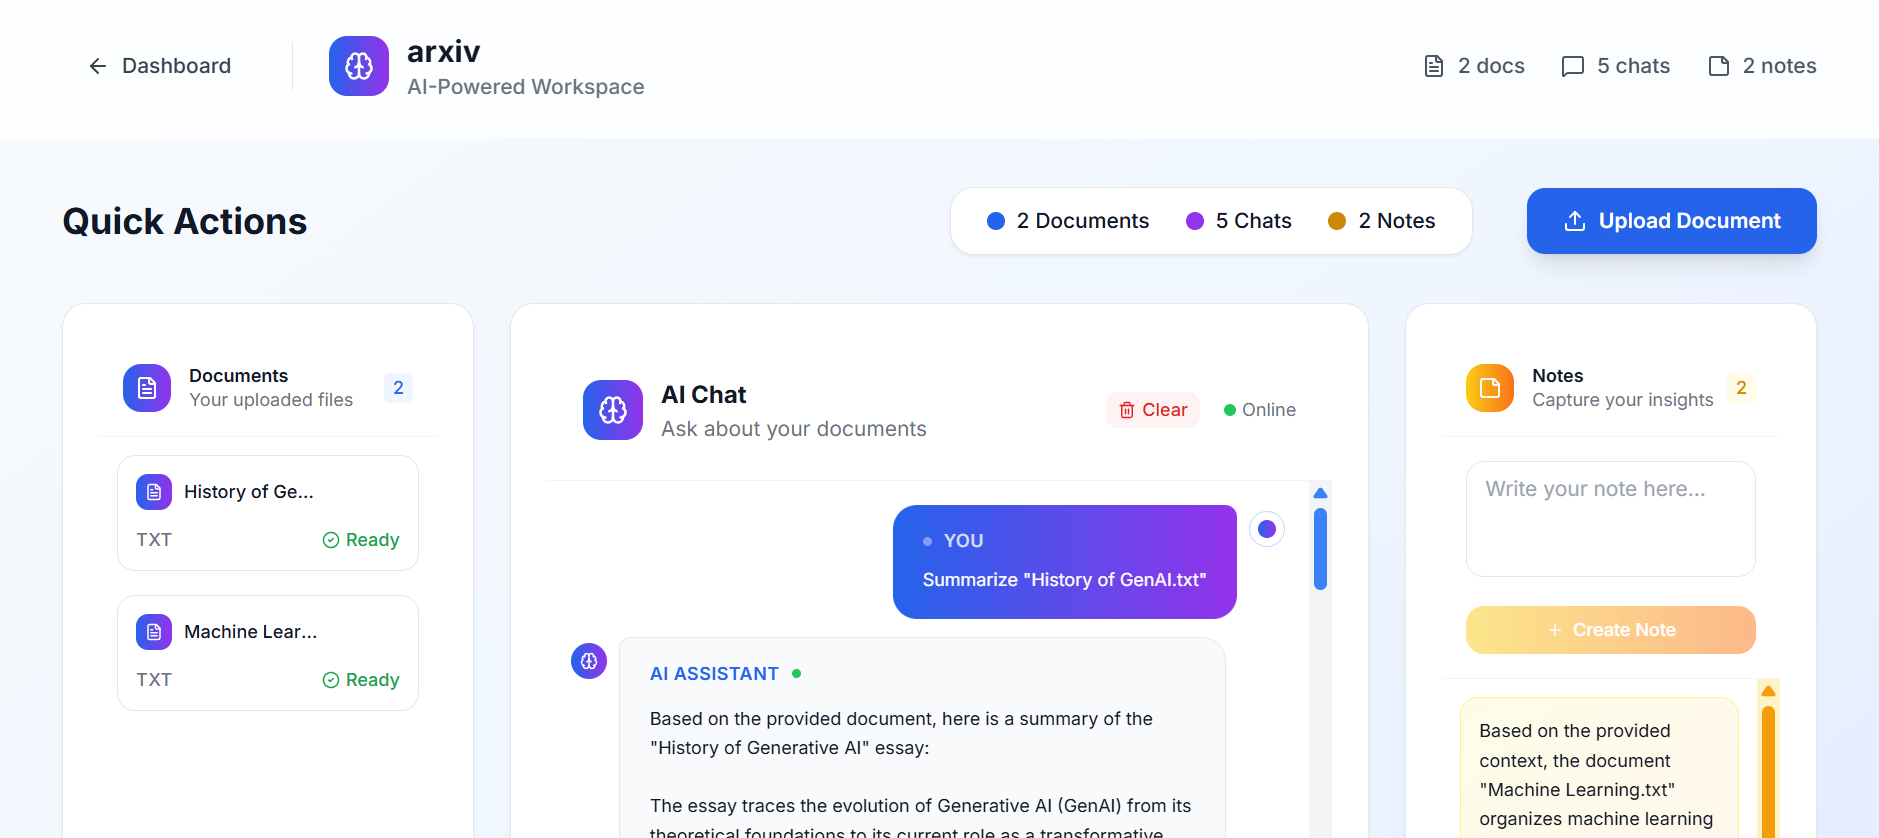 Dashboard
arxiv
AI-Powered Workspace
2 docs
5 chats
2 notes
Quick Actions
2 Documents
5 Chats
2 Notes
Upload Document
Documents
Your uploaded files
2
History of Ge...
TXT
Ready
Machine Lear...
TXT
Ready
AI Chat
Ask about your documents
Clear
Online
YOU
Summarize "History of GenAI.txt"
AI ASSISTANT
Based on the provided document, here is a summary of the
"History of Generative AI" essay:
The essay traces the evolution of Generative AI (GenAI) from its
theoretical foundations to its current role as a transformative
Notes
Capture your insights
2
Write your note here...
+ Create Note
Based on the provided
context, the document
"Machine Learning.txt"
organizes machine learning